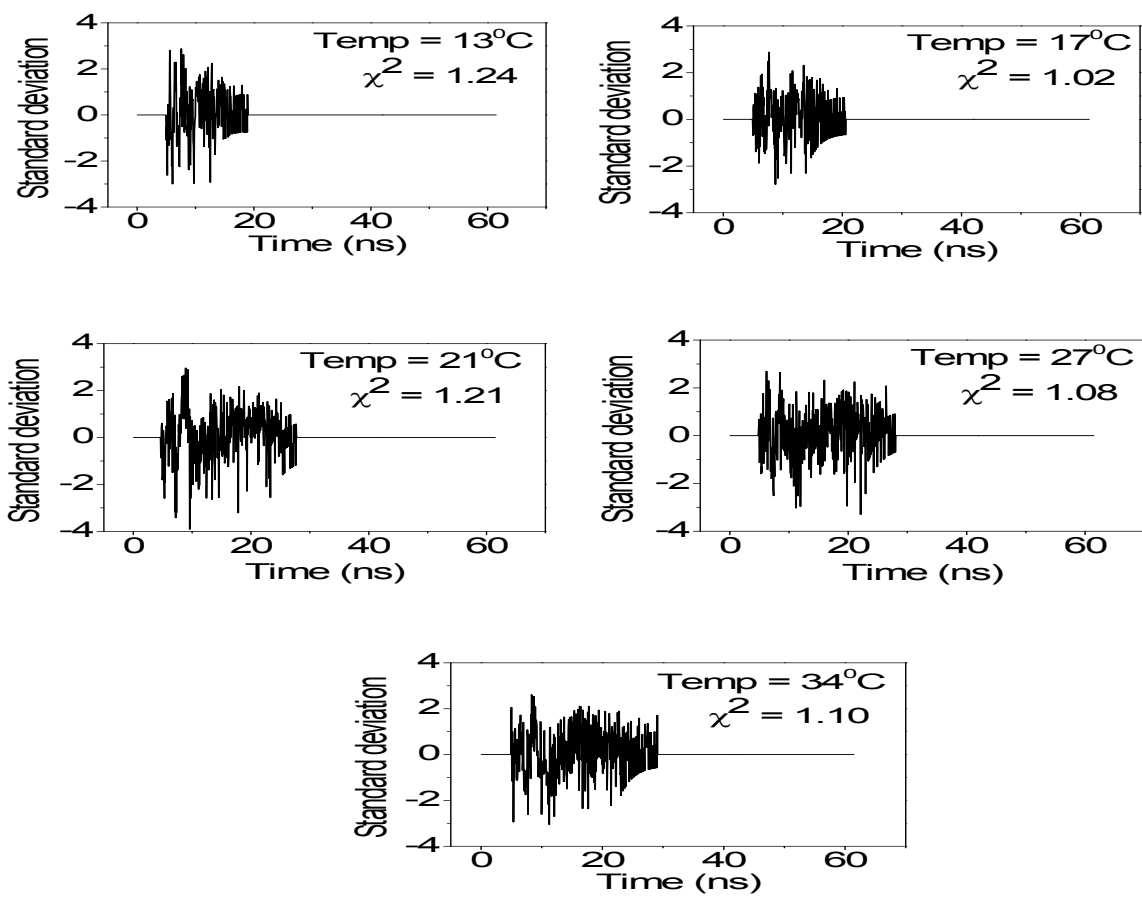 Temp = 13°C
χ² = 1.24
Standard deviation
4
2
0
-2
-4
0 20 40 60
Time (ns)
Temp = 17°C
χ² = 1.02
Standard deviation
4
2
0
-2
-4
0 20 40 60
Time (ns)
Temp = 21°C
χ² = 1.21
Standard deviation
4
2
0
-2
-4
0 20 40 60
Time (ns)
Temp = 27°C
χ² = 1.08
Standard deviation
4
2
0
-2
-4
0 20 40 60
Time (ns)
Temp = 34°C
χ² = 1.10
Standard deviation
4
2
0
-2
-4
0 20 40 60
Time (ns)